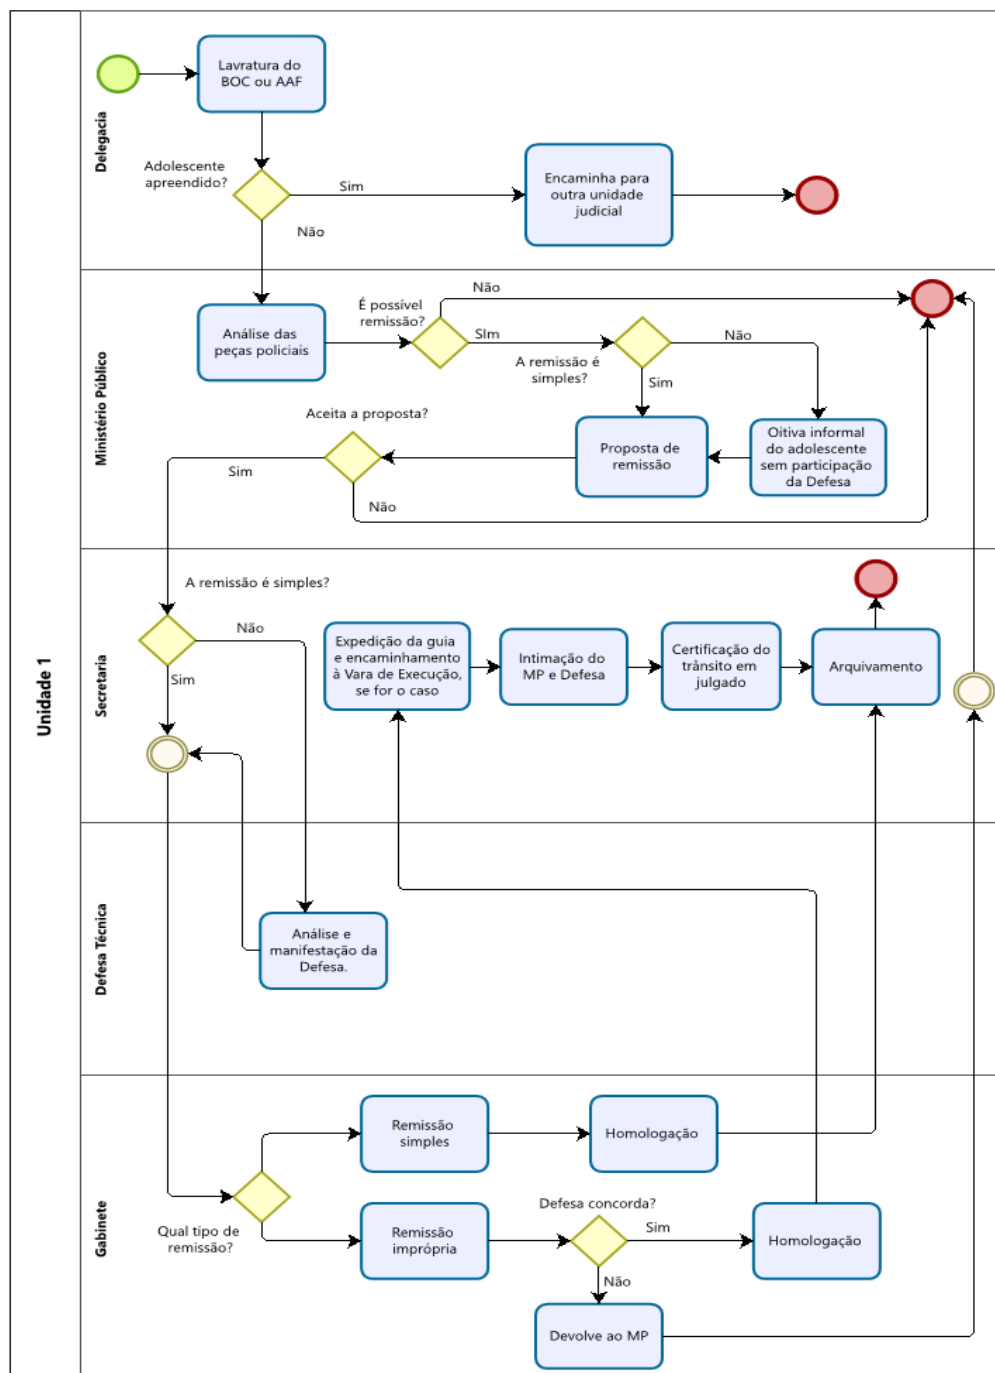 Unidade 1
Delegacia
Lavratura do
BOC ou AAF
Adolescente
apreendido?
Sim
Não
Encaminha para
outra unidade
judicial
Ministério Público
Análise das
peças policiais
É possível
remissão?
Não
SIm
A remissão é
simples?
Não
Sim
Aceita a proposta?
Sim
Não
Proposta de
remissão
Oitiva informal
do adolescente
sem participação
da Defesa
Secretaria
A remissão é simples?
Não
Sim
Expedição da guia
e encaminhamento
à Vara de Execução,
se for o caso
Intimação do
MP e Defesa
Certificação do
trânsito em
julgado
Arquivamento
Defesa Técnica
Análise e
manifestação da
Defesa.
Gabinete
Qual tipo de
remissão?
Remissão
simples
Homologação
Remissão
imprópria
Defesa concorda?
Sim
Não
Homologação
Devolve ao MP